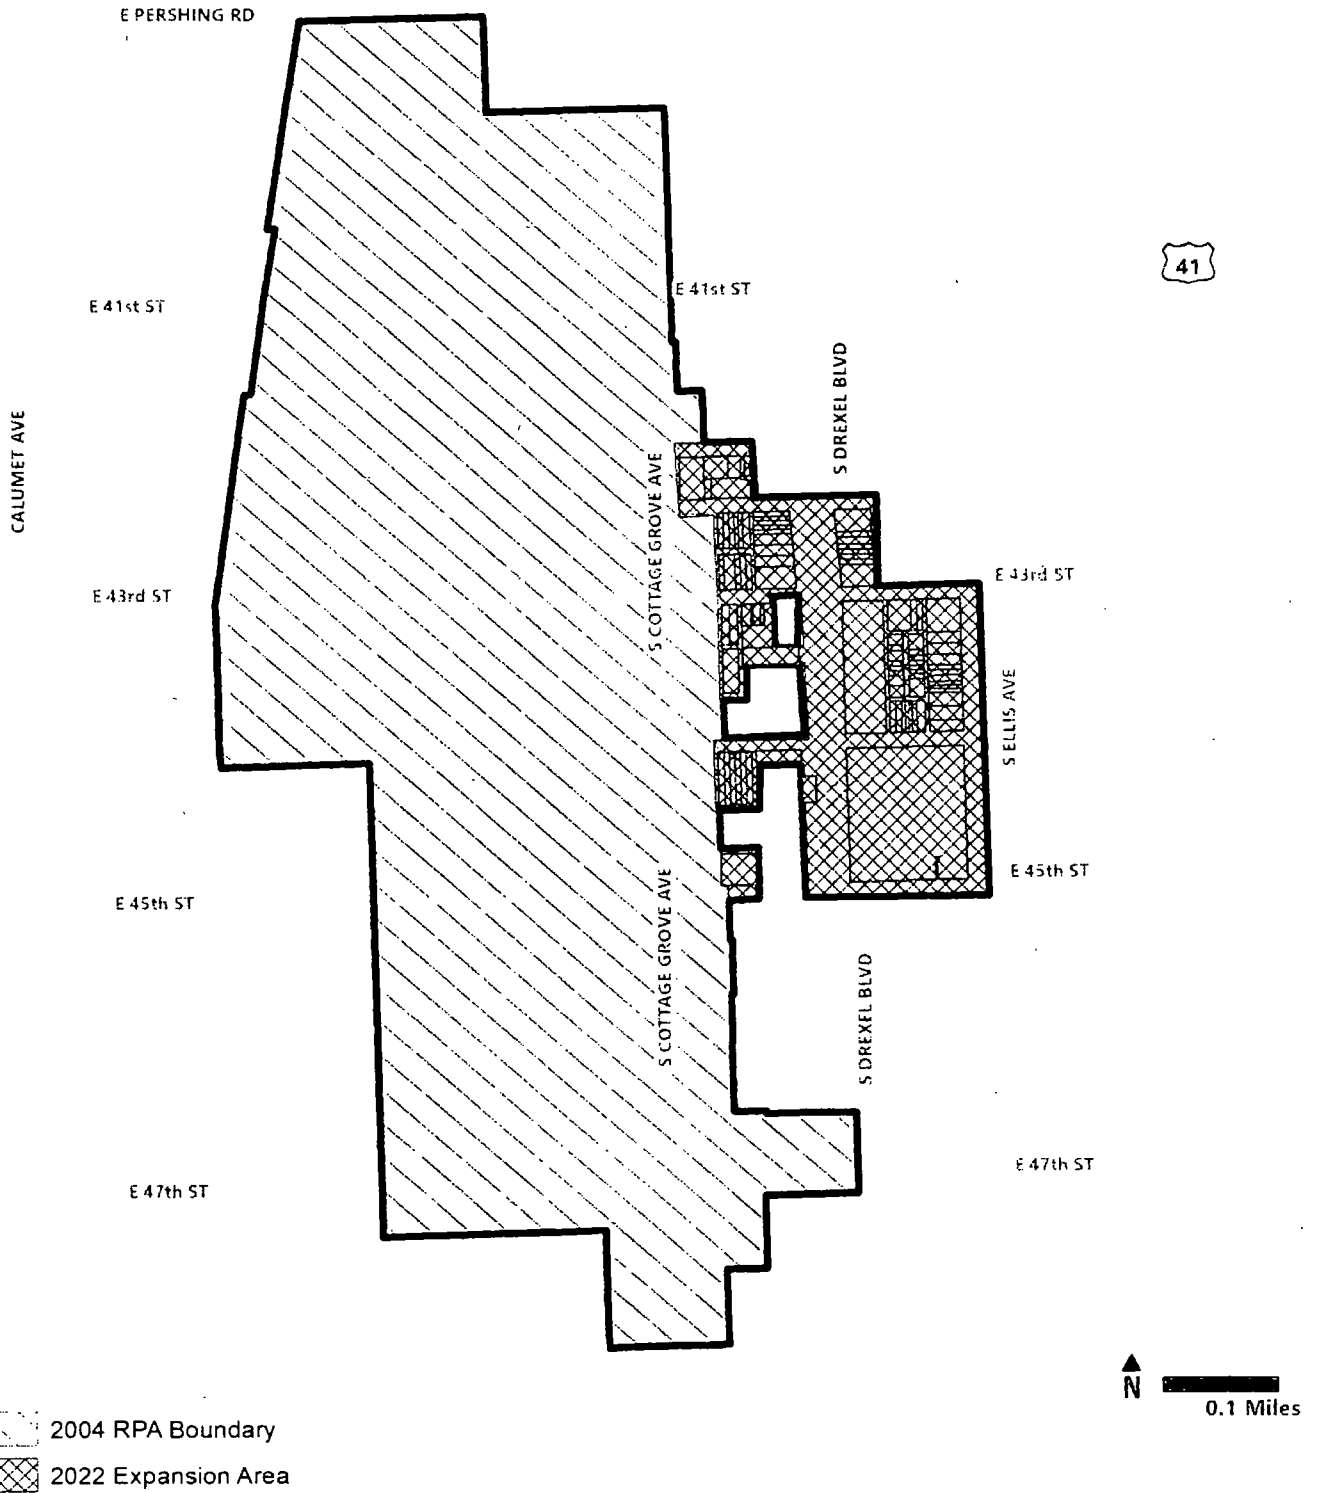 E PERSHING RD
41
E 41st ST
E 41st ST
S DREXEL BLVD
CALUMET AVE
S COTTAGE GROVE AVE
E 43rd ST
E 43rd ST
S ELLIS AVE
E 45th ST
E 45th ST
S COTTAGE GROVE AVE
S DREXEL BLVD
E 47th ST
E 47th ST
N
0.1 Miles
2004 RPA Boundary
2022 Expansion Area